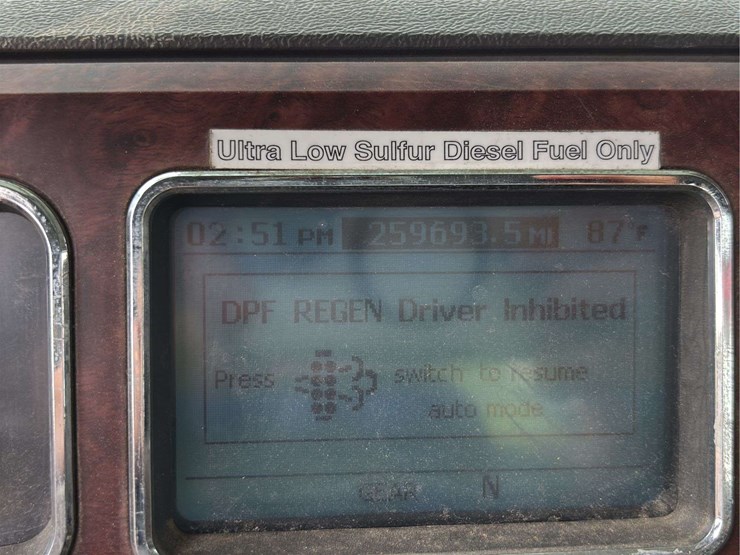 Ultra Low Sulfur Diesel Fuel Only
02:51 PM 259693.5 MI 87°F
DPF REGEN Driver Inhibited
Press switch to resume
auto mode
GEAR N